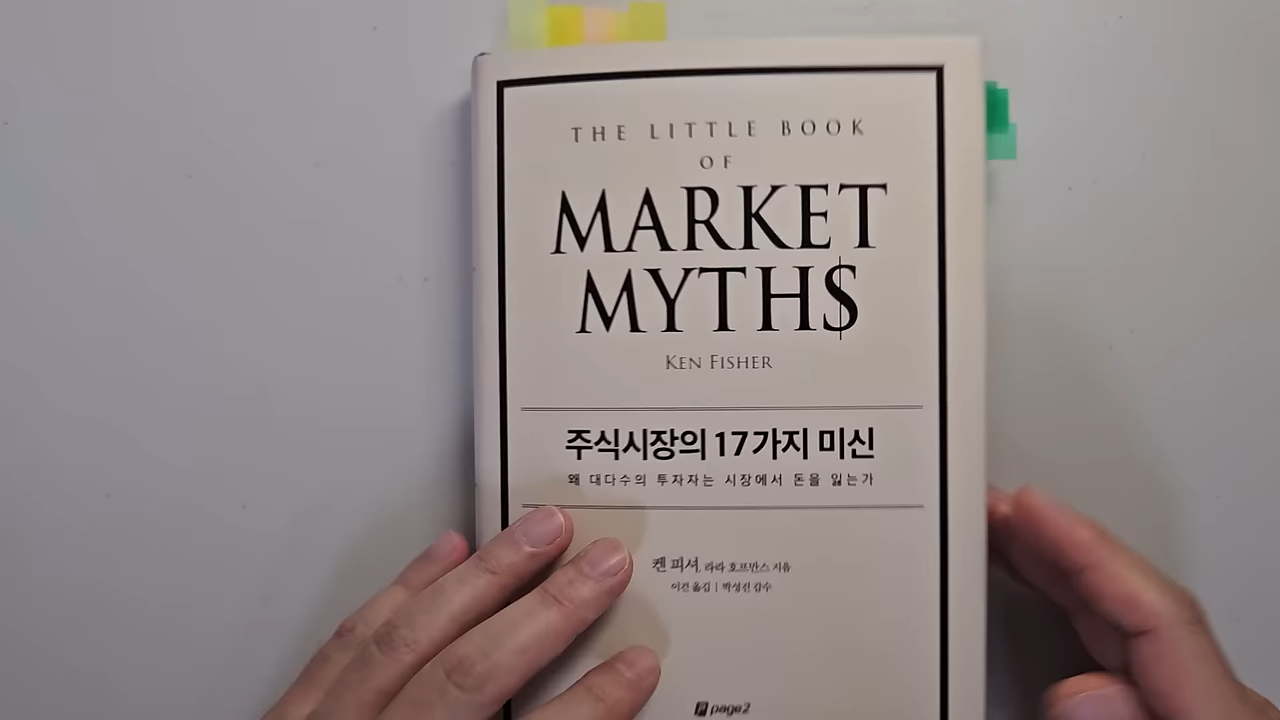 THE LITTLE BOOK
OF
MARKET
MYTH$
KEN FISHER
주식시장의 17가지 미신
왜 대다수의 투자자는 시장에서 돈을 잃는가
켄 피셔, 라라 호프만스 지음
이건 옮김 | 박성진 감수
page2